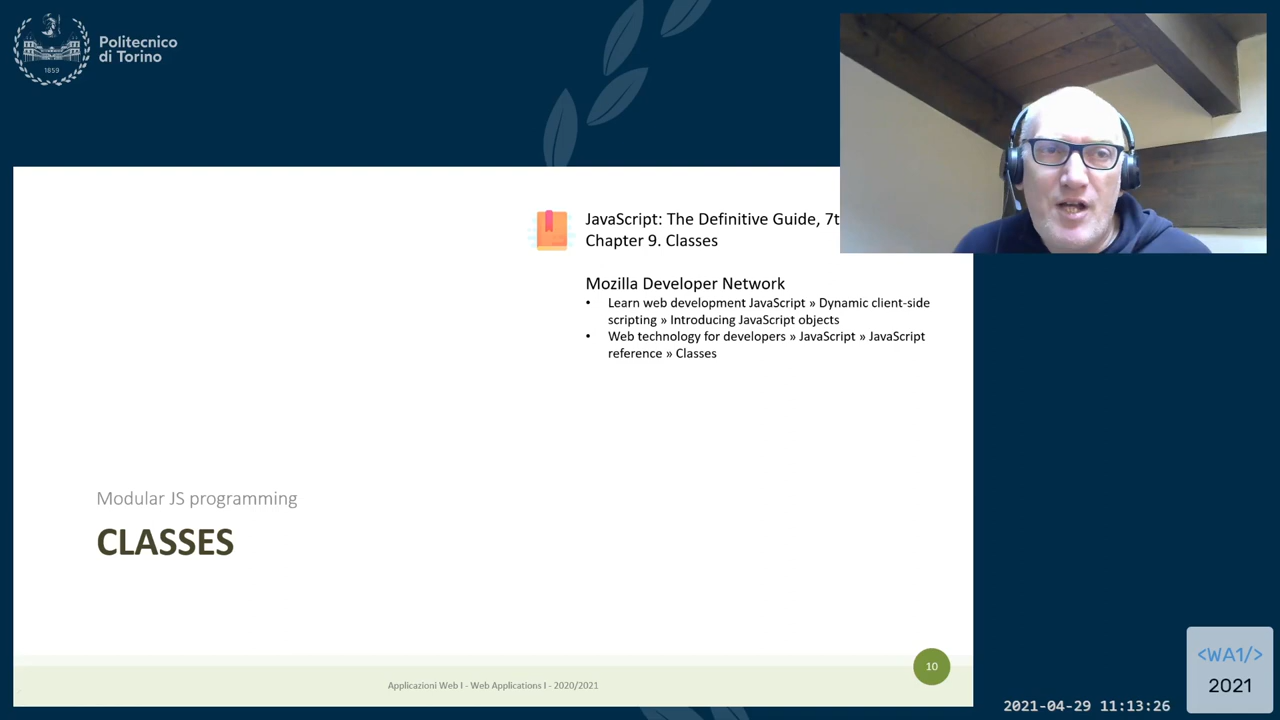 Politecnico
di Torino
1859
JavaScript: The Definitive Guide, 7t
Chapter 9. Classes
Mozilla Developer Network
• Learn web development JavaScript » Dynamic client-side
scripting » Introducing JavaScript objects
• Web technology for developers » JavaScript » JavaScript
reference » Classes
Modular JS programming
CLASSES
10
Applicazioni Web I - Web Applications I - 2020/2021
<WA1/>
2021
2021-04-29 11:13:26